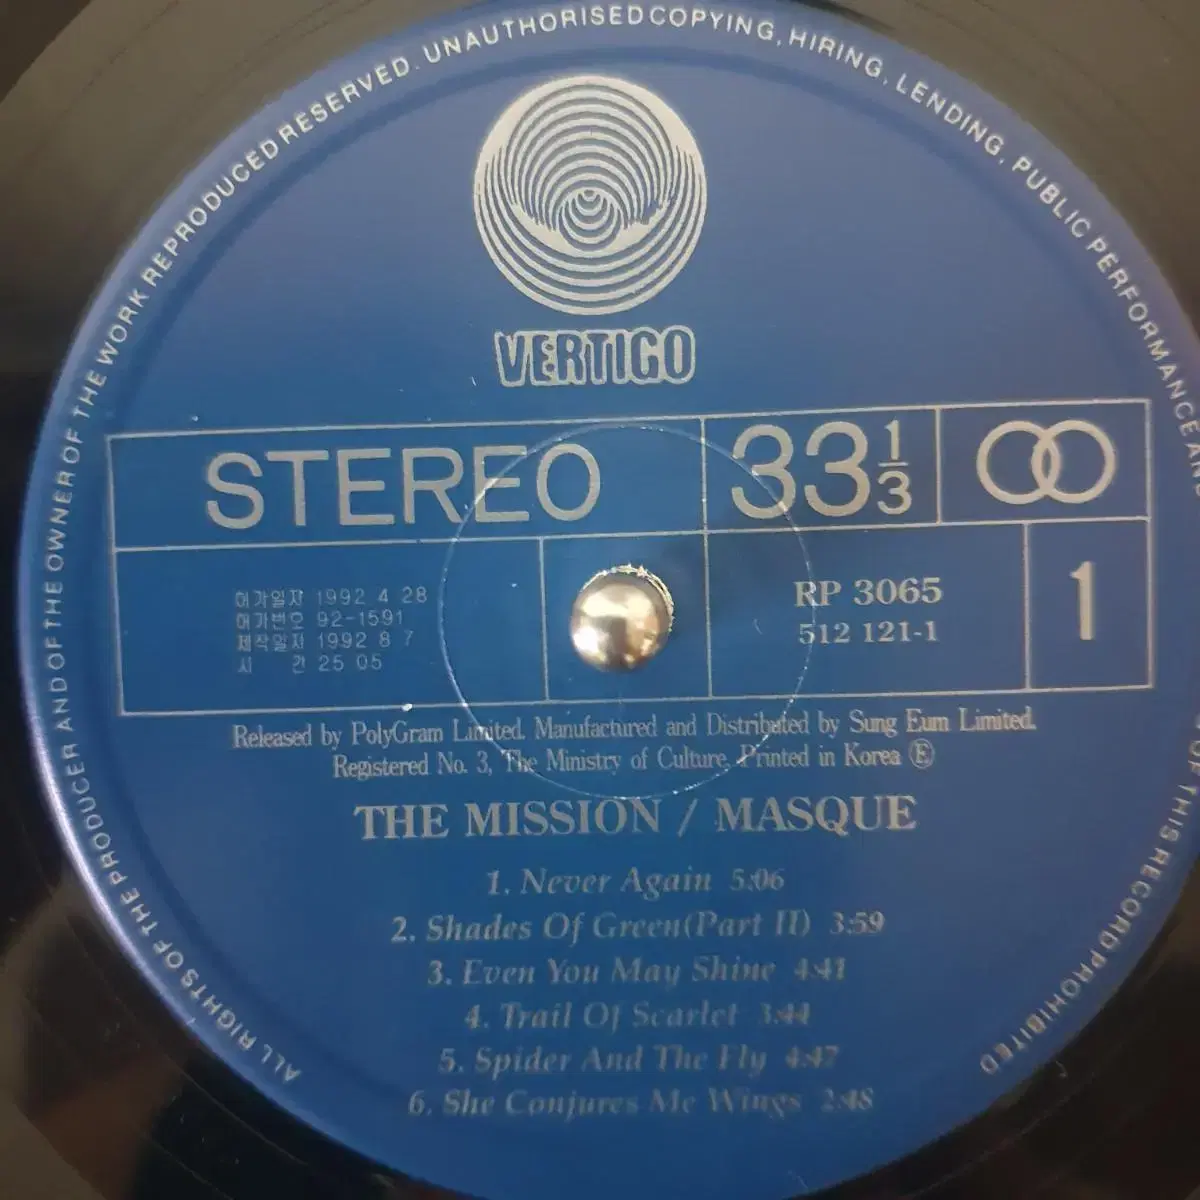 ALL RIGHTS OF THE PRODUCER AND OF THE OWNER OF THE WORK REPRODUCED RESERVED. UNAUTHORISED COPYING, HIRING, LENDING, PUBLIC PERFORMANCE AN
OF THIS RECORD PROHIBITED
VERTIGO
STEREO
33 1/3
허가일자 1992 4 28
허가번호 92-1591
제작일자 1992 8 7
시 간 25 05
RP 3065
512 121-1
1
Released by PolyGram Limited. Manufactured and Distributed by Sung Eum Limited.
Registered No. 3, The Ministry of Culture, Printed in Korea Ⓔ
THE MISSION / MASQUE
1. Never Again 5:06
2. Shades Of Green(Part II) 3:59
3. Even You May Shine 4:41
4. Trail Of Scarlet 3:44
5. Spider And The Fly 4:47
6. She Conjures Me Wings 2:48